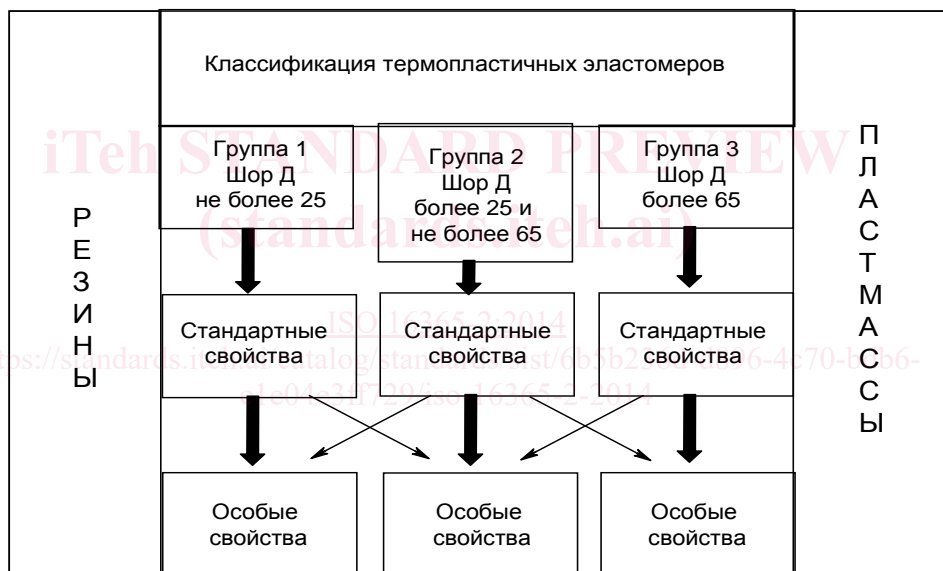 Классификация термопластичных эластомеров
iTeh STANDARD PREVIEW
(standards.iteh.ai)
Группа 1
Шор Д
не более 25
Группа 2
Шор Д
более 25 и
не более 65
Группа 3
Шор Д
более 65
РЕЗИНЫ
ПЛАСТМАССЫ
Стандартные
свойства
Стандартные
свойства
Стандартные
свойства
ISO 16365-2:2014
Особые
свойства
Особые
свойства
Особые
свойства